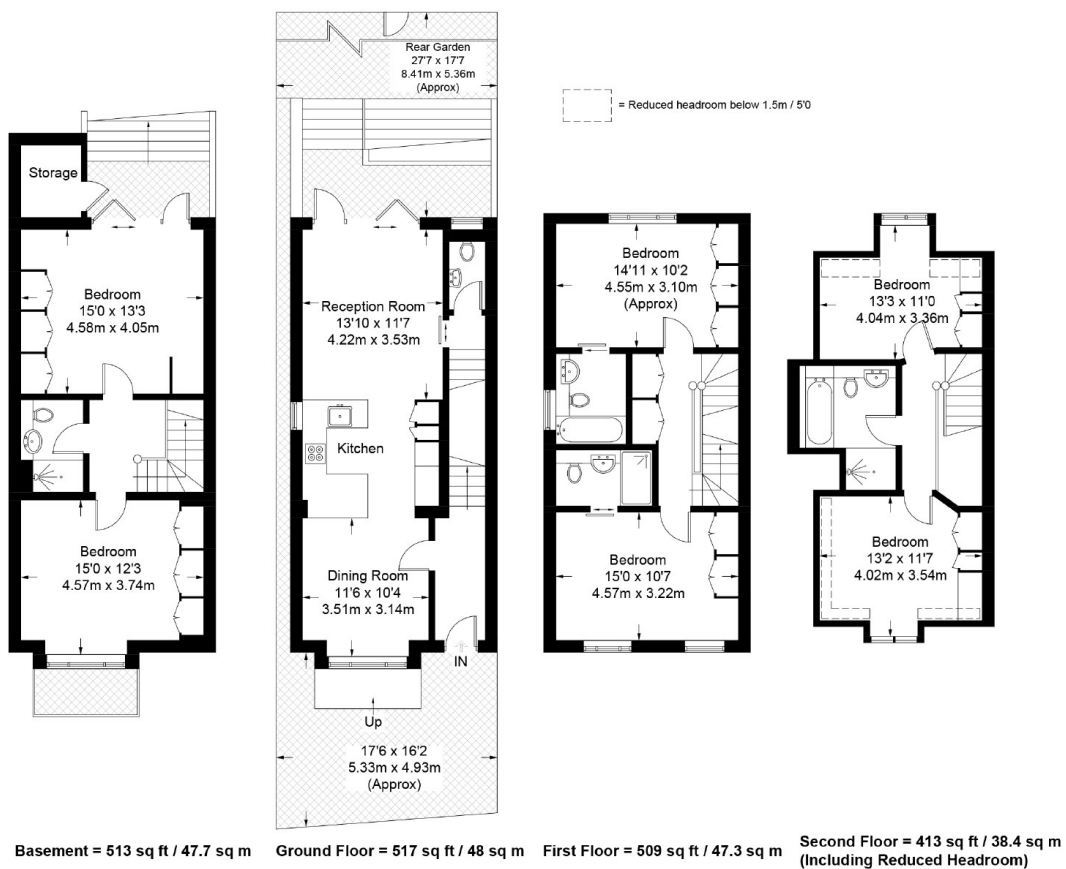 Rear Garden
27'7 x 17'7
8.41m x 5.36m
(Approx)
= Reduced headroom below 1.5m / 5'0
Storage
Bedroom
15'0 x 13'3
4.58m x 4.05m
Bedroom
15'0 x 12'3
4.57m x 3.74m
Reception Room
13'10 x 11'7
4.22m x 3.53m
Kitchen
Dining Room
11'6 x 10'4
3.51m x 3.14m
IN
Up
17'6 x 16'2
5.33m x 4.93m
(Approx)
Bedroom
14'11 x 10'2
4.55m x 3.10m
(Approx)
Bedroom
15'0 x 10'7
4.57m x 3.22m
Bedroom
13'3 x 11'0
4.04m x 3.36m
Bedroom
13'2 x 11'7
4.02m x 3.54m
Basement = 513 sq ft / 47.7 sq m
Ground Floor = 517 sq ft / 48 sq m
First Floor = 509 sq ft / 47.3 sq m
Second Floor = 413 sq ft / 38.4 sq m
(Including Reduced Headroom)